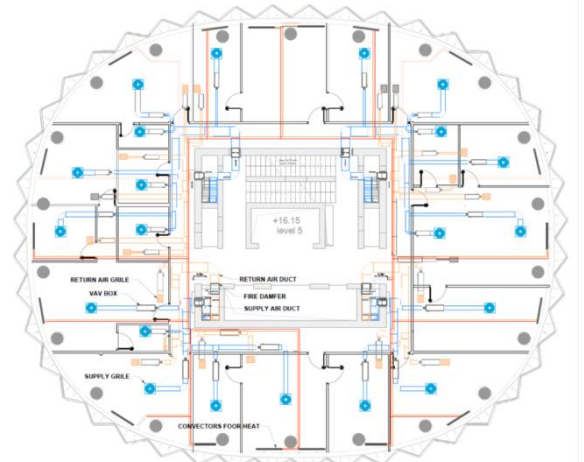 +16.15
level 5
RETURN AIR GRILE
RETURN AIR DUCT
VAV BOX
FIRE DAMFER
SUPPLY AIR DUCT
SUPPLY GRILE
CONVECTORS FOOR HEAT